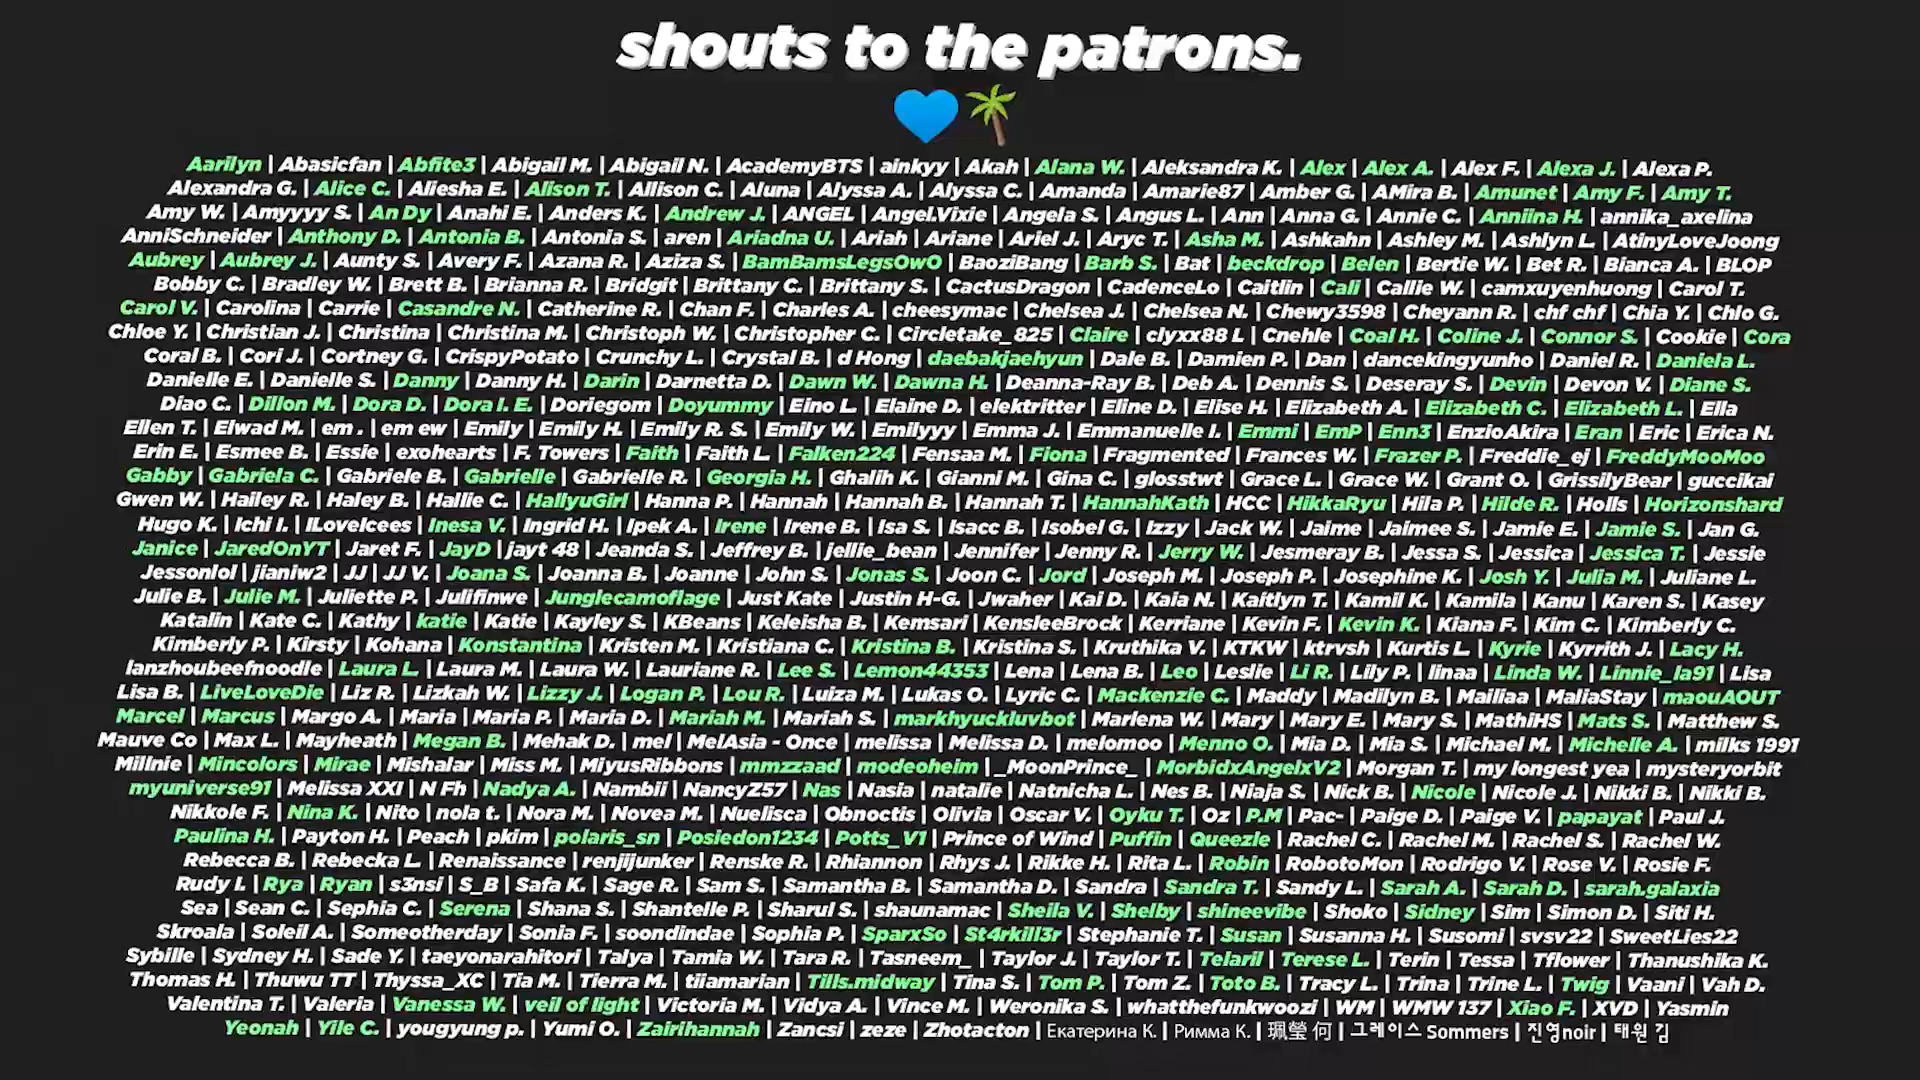 shouts to the patrons.
Aarilyn | Abasicfan | Abfite3 | Abigail M. | Abigail N. | AcademyBTS | ainkyy | Akah | Alana W. | Aleksandra K. | Alex | Alex A. | Alex F. | Alexa J. | Alexa P.
Alexandra G. | Alice C. | Aliesha E. | Alison T. | Allison C. | Aluna | Alyssa A. | Alyssa C. | Amanda | Amarie87 | Amber G. | AMira B. | Amunet | Amy F. | Amy T.
Amy W. | Amyyyy S. | An Dy | Anahi E. | Anders K. | Andrew J. | ANGEL | Angel.Vixie | Angela S. | Angus L. | Ann | Anna G. | Annie C. | Anniina H. | annika_axelina
AnniSchneider | Anthony D. | Antonia B. | Antonia S. | aren | Ariadna U. | Ariah | Ariane | Ariel J. | Aryc T. | Asha M. | Ashkahn | Ashley M. | Ashlyn L. | AtinyLoveJoong
Aubrey | Aubrey J. | Aunty S. | Avery F. | Azana R. | Aziza S. | BamBamsLegsOwO | BaoziBang | Barb S. | Bat | beckdrop | Belen | Bertie W. | Bet R. | Bianca A. | BLOP
Bobby C. | Bradley W. | Brett B. | Brianna R. | Bridgit | Brittany C. | Brittany S. | CactusDragon | CadenceLo | Caitlin | Cali | Callie W. | camxuyenhuong | Carol T.
Carol V. | Carolina | Carrie | Casandre N. | Catherine R. | Chan F. | Charles A. | cheesymac | Chelsea J. | Chelsea N. | Chewy3598 | Cheyann R. | chf chf | Chia Y. | Chlo G.
Chloe Y. | Christian J. | Christina | Christina M. | Christoph W. | Christopher C. | Circletake_825 | Claire | clyxx88 L | Cnehle | Coal H. | Coline J. | Connor S. | Cookie | Cora
Coral B. | Cori J. | Cortney G. | CrispyPotato | Crunchy L. | Crystal B. | d Hong | daebakjaehyun | Dale B. | Damien P. | Dan | dancekingyunho | Daniel R. | Daniela L.
Danielle E. | Danielle S. | Danny | Danny H. | Darin | Darnetta D. | Dawn W. | Dawna H. | Deanna-Ray B. | Deb A. | Dennis S. | Deseray S. | Devin | Devon V. | Diane S.
Diao C. | Dillon M. | Dora D. | Dora I. E. | Doriegom | Doyummy | Eino L. | Elaine D. | elektritter | Eline D. | Elise H. | Elizabeth A. | Elizabeth C. | Elizabeth L. | Ella
Ellen T. | Elwad M. | em . | em ew | Emily | Emily H. | Emily R. S. | Emily W. | Emilyyy | Emma J. | Emmanuelle I. | Emmi | EmP | Enn3 | EnzioAkira | Eran | Eric | Erica N.
Erin E. | Esmee B. | Essie | exohearts | F. Towers | Faith | Faith L. | Falken224 | Fensaa M. | Fiona | Fragmented | Frances W. | Frazer P. | Freddie_ej | FreddyMooMoo
Gabby | Gabriela C. | Gabriele B. | Gabrielle | Gabrielle R. | Georgia H. | Ghalih K. | Gianni M. | Gina C. | glosstwt | Grace L. | Grace W. | Grant O. | GrissilyBear | guccikai
Gwen W. | Hailey R. | Haley B. | Hallie C. | HallyuGirl | Hanna P. | Hannah | Hannah B. | Hannah T. | HannahKath | HCC | HikkaRyu | Hila P. | Hilde R. | Holls | Horizonshard
Hugo K. | Ichi I. | ILoveIcees | Inesa V. | Ingrid H. | Ipek A. | Irene | Irene B. | Isa S. | Isacc B. | Isobel G. | Izzy | Jack W. | Jaime | Jaimee S. | Jamie E. | Jamie S. | Jan G.
Janice | JaredOnYT | Jaret F. | JayD | jayt 48 | Jeanda S. | Jeffrey B. | jellie_bean | Jennifer | Jenny R. | Jerry W. | Jesmeray B. | Jessa S. | Jessica | Jessica T. | Jessie
Jessonlol | jianiw2 | JJ | JJ V. | Joana S. | Joanna B. | Joanne | John S. | Jonas S. | Joon C. | Jord | Joseph M. | Joseph P. | Josephine K. | Josh Y. | Julia M. | Juliane L.
Julie B. | Julie M. | Juliette P. | Julifinwe | Junglecamoflage | Just Kate | Justin H-G. | Jwaher | Kai D. | Kaia N. | Kaitlyn T. | Kamil K. | Kamila | Kanu | Karen S. | Kasey
Katalin | Kate C. | Kathy | katie | Katie | Kayley S. | KBeans | Keleisha B. | Kemsari | KensleeBrock | Kerriane | Kevin F. | Kevin K. | Kiana F. | Kim C. | Kimberly C.
Kimberly P. | Kirsty | Kohana | Konstantina | Kristen M. | Kristiana C. | Kristina B. | Kristina S. | Kruthika V. | KTKW | ktrvsh | Kurtis L. | Kyrie | Kyrrith J. | Lacy H.
lanzhoubeefnoodle | Laura L. | Laura M. | Laura W. | Lauriane R. | Lee S. | Lemon44353 | Lena | Lena B. | Leo | Leslie | Li R. | Lily P. | linaa | Linda W. | Linnie_la91 | Lisa
Lisa B. | LiveLoveDie | Liz R. | Lizkah W. | Lizzy J. | Logan P. | Lou R. | Luiza M. | Lukas O. | Lyric C. | Mackenzie C. | Maddy | Madilyn B. | Mailiaa | MaliaStay | maouAOUT
Marcel | Marcus | Margo A. | Maria | Maria P. | Maria D. | Mariah M. | Mariah S. | markhyuckluvbot | Marlena W. | Mary | Mary E. | Mary S. | MathiHS | Mats S. | Matthew S.
Mauve Co | Max L. | Mayheath | Megan B. | Mehak D. | mel | MelAsia - Once | melissa | Melissa D. | melomoo | Menno O. | Mia D. | Mia S. | Michael M. | Michelle A. | milks 1991
Millnie | Mincolors | Mirae | Mishalar | Miss M. | MiyusRibbons | mmzzaad | modeoheim | _MoonPrince_ | MorbidxAngelxV2 | Morgan T. | my longest yea | mysteryorbit
myuniverse91 | Melissa XXI | N Fh | Nadya A. | Nambii | NancyZ57 | Nas | Nasia | natalie | Natnicha L. | Nes B. | Niaja S. | Nick B. | Nicole | Nicole J. | Nikki B. | Nikki B.
Nikkole F. | Nina K. | Nito | nola t. | Nora M. | Novea M. | Nuelisca | Obnoctis | Olivia | Oscar V. | Oyku T. | Oz | P.M | Pac- | Paige D. | Paige V. | papayat | Paul J.
Paulina H. | Payton H. | Peach | pkim | polaris_sn | Posiedon1234 | Potts_V1 | Prince of Wind | Puffin | Queezle | Rachel C. | Rachel M. | Rachel S. | Rachel W.
Rebecca B. | Rebecka L. | Renaissance | renjijunker | Renske R. | Rhiannon | Rhys J. | Rikke H. | Rita L. | Robin | RobotoMon | Rodrigo V. | Rose V. | Rosie F.
Rudy I. | Rya | Ryan | s3nsi | S_B | Safa K. | Sage R. | Sam S. | Samantha B. | Samantha D. | Sandra | Sandra T. | Sandy L. | Sarah A. | Sarah D. | sarah.galaxia
Sea | Sean C. | Sephia C. | Serena | Shana S. | Shantelle P. | Sharul S. | shaunamac | Sheila V. | Shelby | shineevibe | Shoko | Sidney | Sim | Simon D. | Siti H.
Skroala | Soleil A. | Someotherday | Sonia F. | soondindae | Sophia P. | SparxSo | St4rkill3r | Stephanie T. | Susan | Susanna H. | Susomi | svsv22 | SweetLies22
Sybille | Sydney H. | Sade Y. | taeyonarahitori | Talya | Tamia W. | Tara R. | Tasneem_ | Taylor J. | Taylor T. | Telaril | Terese L. | Terin | Tessa | Tflower | Thanushika K.
Thomas H. | Thuwu TT | Thyssa_XC | Tia M. | Tierra M. | tiiamarian | Tills.midway | Tina S. | Tom P. | Tom Z. | Toto B. | Tracy L. | Trina | Trine L. | Twig | Vaani | Vah D.
Valentina T. | Valeria | Vanessa W. | veil of light | Victoria M. | Vidya A. | Vince M. | Weronika S. | whatthefunkwoozi | WM | WMW 137 | Xiao F. | XVD | Yasmin
Yeonah | Yile C. | yougyung p. | Yumi O. | Zairihannah | Zancsi | zeze | Zhotacton | Екатерина К. | Римма К. | 珮瑩 何 | 그레이스 Sommers | 진영noir | 태원 김